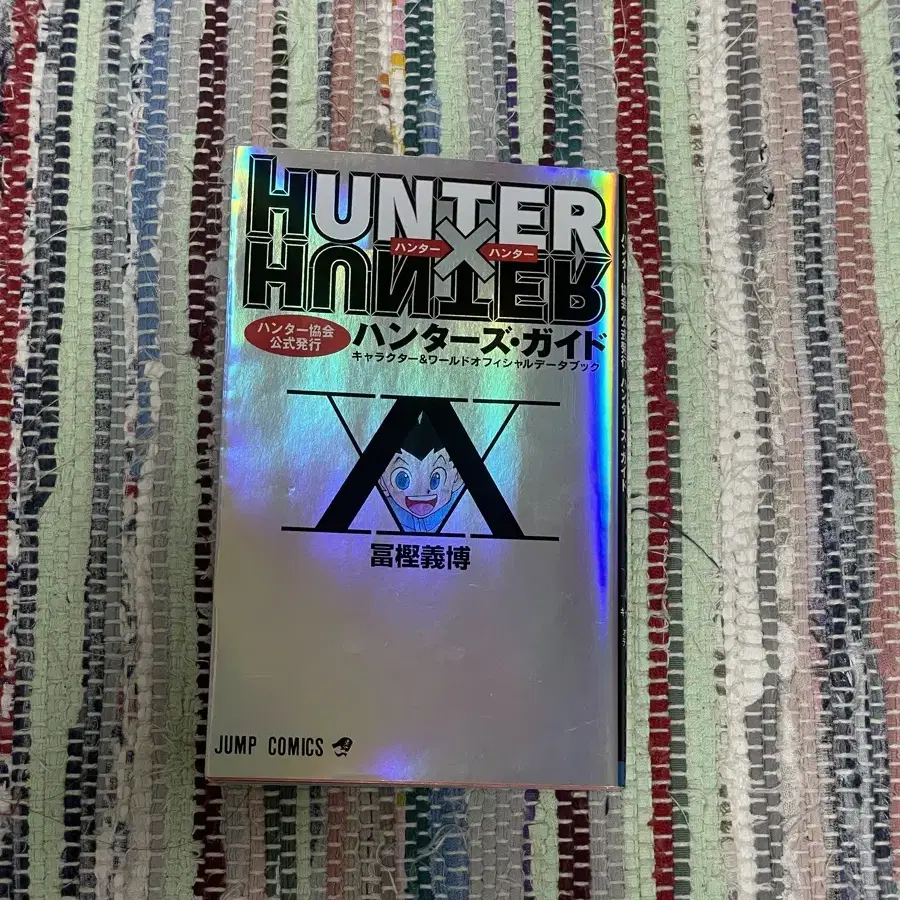 HUNTER
×
ハンター ハンター
HUNTER
ハンター協会
公式発行
ハンターズ・ガイド
キャラクター&ワールドオフィシャルデータブック
冨樫義博
JUMP COMICS